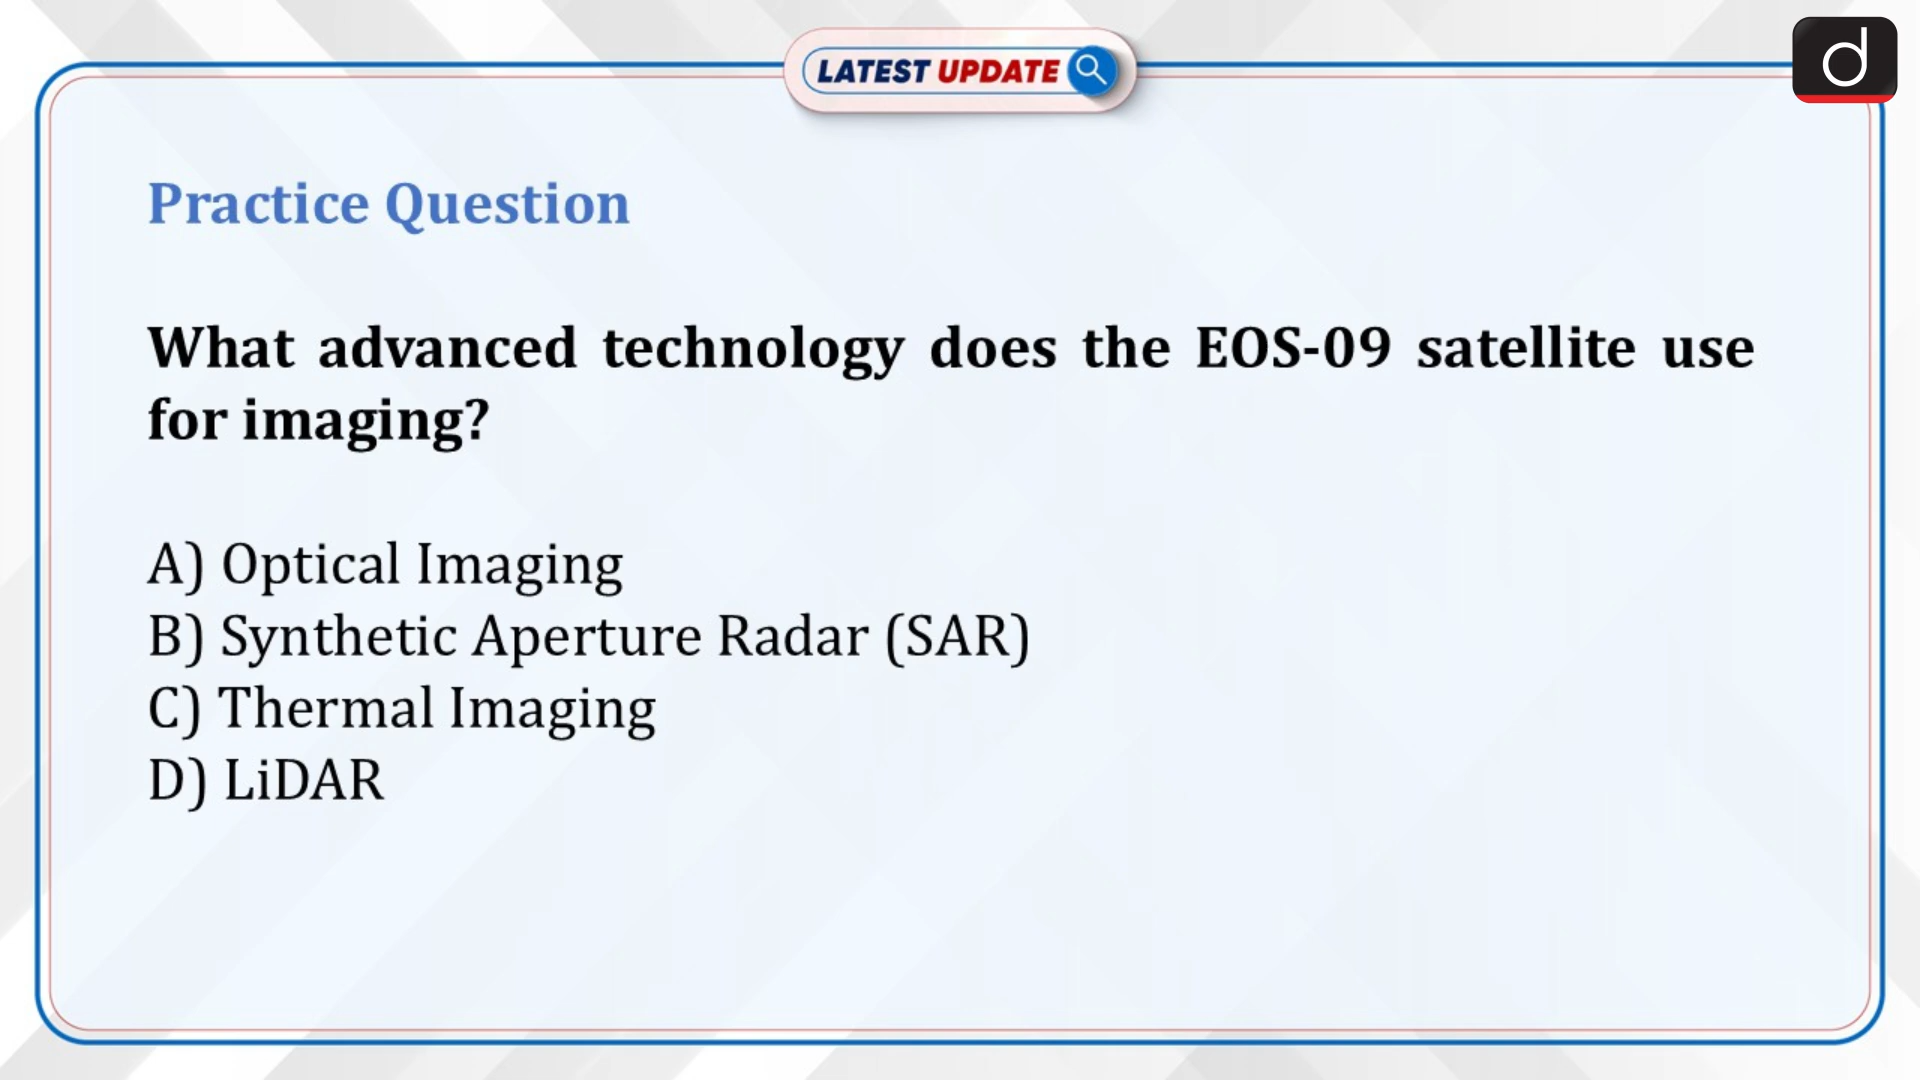 LATEST UPDATE
d
Practice Question
What advanced technology does the EOS-09 satellite use
for imaging?
A) Optical Imaging
B) Synthetic Aperture Radar (SAR)
C) Thermal Imaging
D) LiDAR